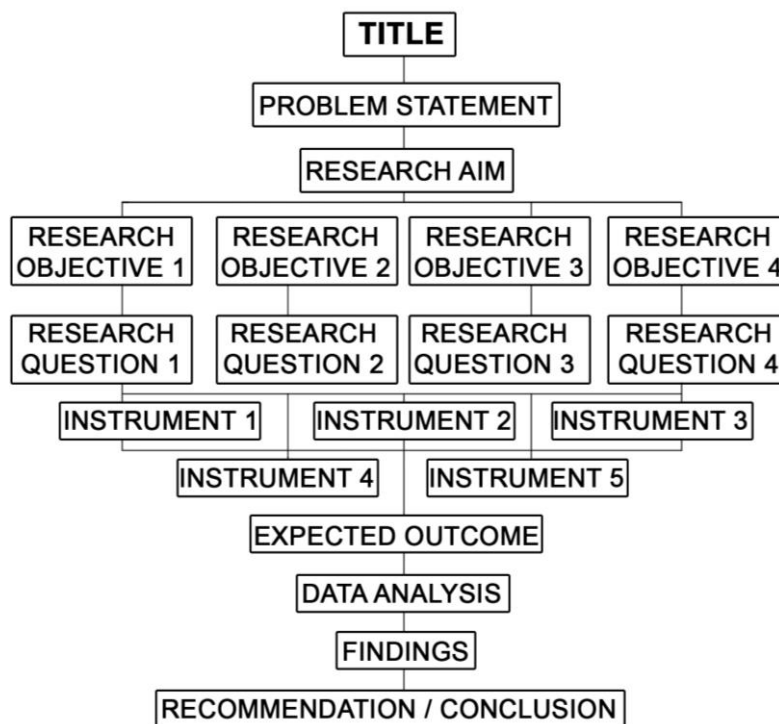 TITLE
PROBLEM STATEMENT
RESEARCH AIM
RESEARCH
OBJECTIVE 1
RESEARCH
OBJECTIVE 2
RESEARCH
OBJECTIVE 3
RESEARCH
OBJECTIVE 4
RESEARCH
QUESTION 1
RESEARCH
QUESTION 2
RESEARCH
QUESTION 3
RESEARCH
QUESTION 4
INSTRUMENT 1
INSTRUMENT 2
INSTRUMENT 3
INSTRUMENT 4
INSTRUMENT 5
EXPECTED OUTCOME
DATA ANALYSIS
FINDINGS
RECOMMENDATION / CONCLUSION